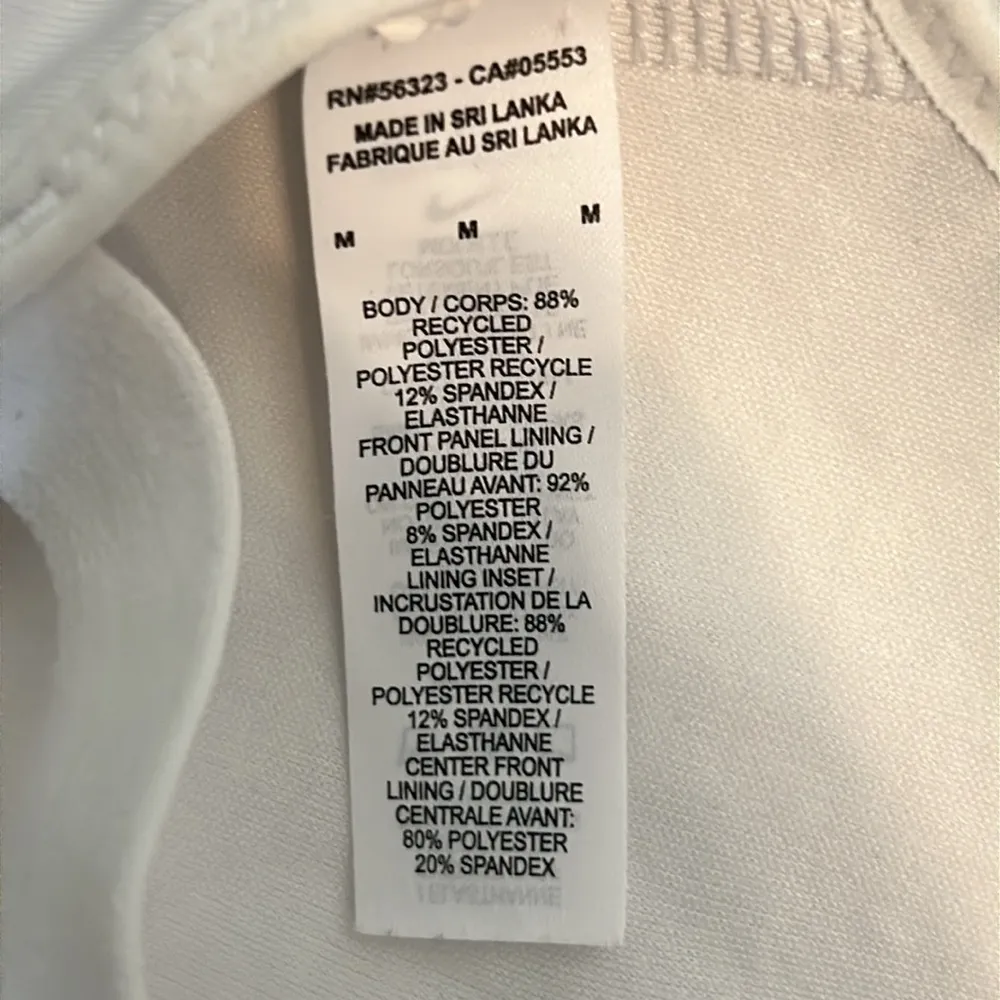 RN#56323 - CA#05553
MADE IN SRI LANKA
FABRIQUE AU SRI LANKA
M M M
BODY / CORPS: 88%
RECYCLED
POLYESTER /
POLYESTER RECYCLE
12% SPANDEX /
ELASTHANNE
FRONT PANEL LINING /
DOUBLURE DU
PANNEAU AVANT: 92%
POLYESTER
8% SPANDEX /
ELASTHANNE
LINING INSET /
INCRUSTATION DE LA
DOUBLURE: 88%
RECYCLED
POLYESTER /
POLYESTER RECYCLE
12% SPANDEX /
ELASTHANNE
CENTER FRONT
LINING / DOUBLURE
CENTRALE AVANT:
80% POLYESTER
20% SPANDEX
/ ELASTHANNE